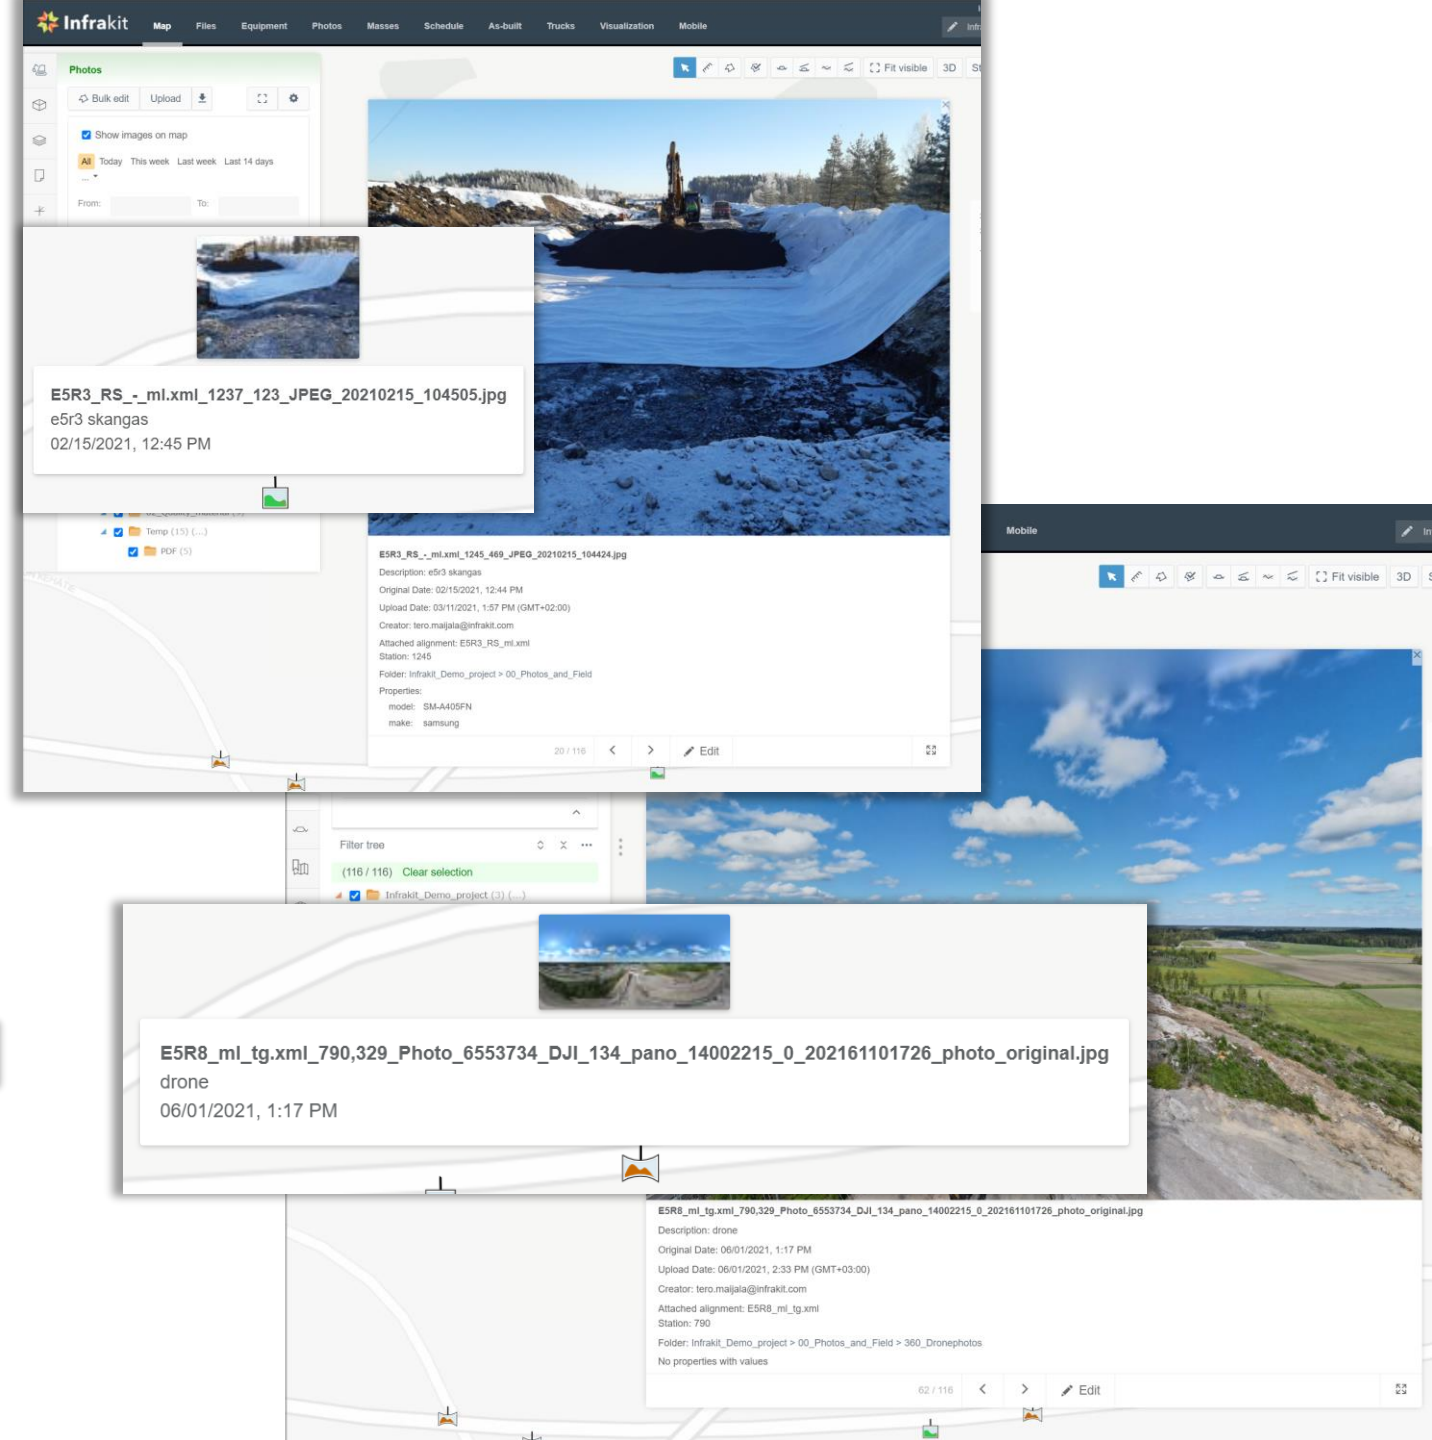 Infrakit
Map Files Equipment Photos Masses Schedule As-built Trucks Visualization Mobile
Photos
Bulk edit Upload
Fit visible 3D
Show images on map
All Today This week Last week Last 14 days
... 
From: To:
E5R3_RS_-_ml.xml_1237_123_JPEG_20210215_104505.jpg
e5r3 skangas
02/15/2021, 12:45 PM
Temp (15) (...)
PDF (5)
E5R3_RS_-_ml.xml_1245_469_JPEG_20210215_104424.jpg
Description: e5r3 skangas
Original Date: 02/15/2021, 12:44 PM
Upload Date: 03/11/2021, 1:57 PM (GMT+02:00)
Creator: tero.maijala@infrakit.com
Attached alignment: E5R3_RS_ml.xml
Station: 1245
Folder: Infrakit_Demo_project > 00_Photos_and_Field
Properties:
model: SM-A405FN
make: samsung
20 / 116 Edit
Mobile
Fit visible 3D
Filter tree
(116 / 116) Clear selection
Infrakit_Demo_project (3) (...)
E5R8_ml_tg.xml_790,329_Photo_6553734_DJI_134_pano_14002215_0_202161101726_photo_original.jpg
drone
06/01/2021, 1:17 PM
E5R8_ml_tg.xml_790,329_Photo_6553734_DJI_134_pano_14002215_0_202161101726_photo_original.jpg
Description: drone
Original Date: 06/01/2021, 1:17 PM
Upload Date: 06/01/2021, 2:33 PM (GMT+03:00)
Creator: tero.maijala@infrakit.com
Attached alignment: E5R8_ml_tg.xml
Station: 790
Folder: Infrakit_Demo_project > 00_Photos_and_Field > 360_Dronephotos
No properties with values
62 / 116 Edit